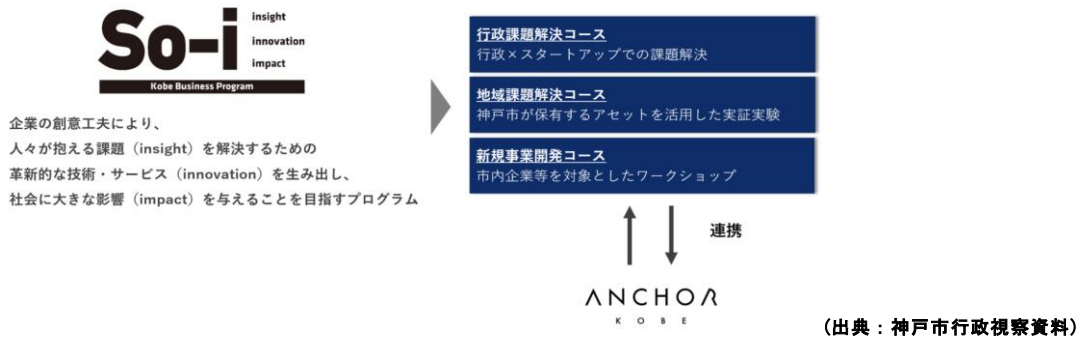 So-i
insight
innovation
impact
Kobe Business Program
企業の創意工夫により、
人々が抱える課題（insight）を解決するための
革新的な技術・サービス（innovation）を生み出し、
社会に大きな影響（impact）を与えることを目指すプログラム
行政課題解決コース
行政×スタートアップでの課題解決
地域課題解決コース
神戸市が保有するアセットを活用した実証実験
新規事業開発コース
市内企業等を対象としたワークショップ
連携
ANCHOR
KOBE
（出典：神戸市行政視察資料）